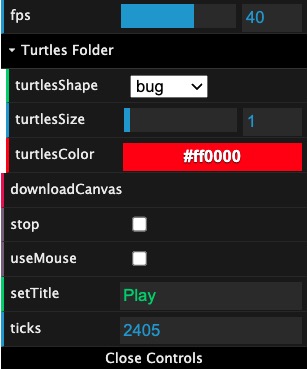 fps 40
Turtles Folder
turtlesShape bug
turtlesSize 1
turtlesColor #ff0000
downloadCanvas
stop
useMouse
setTitle Play
ticks 2405
Close Controls